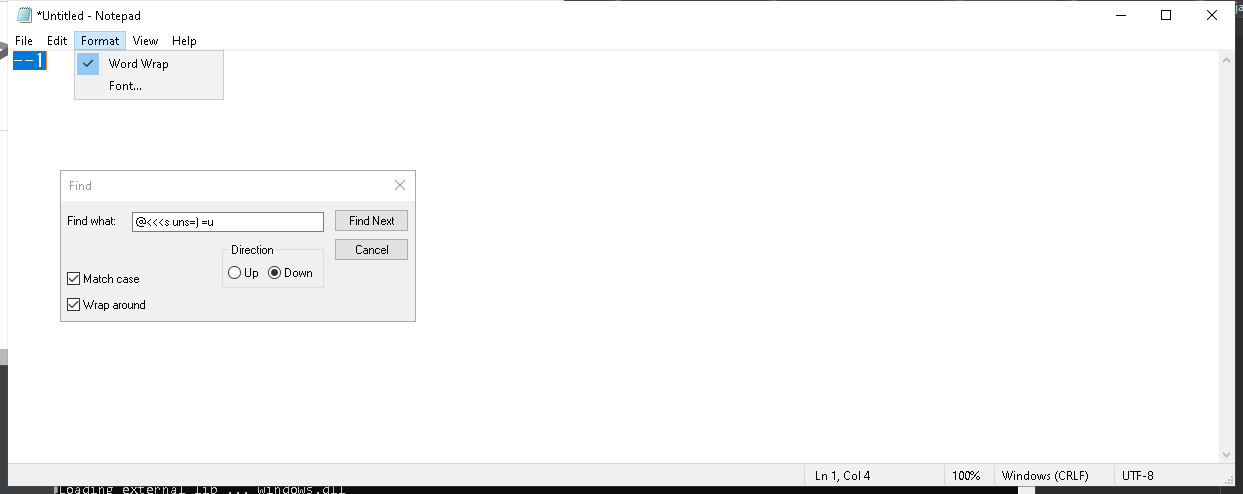 *Untitled - Notepad
File Edit Format View Help
--1
Word Wrap
Font...
Find
Find what: @<<<s uns=) =u Find Next
Direction Cancel
Up Down
Match case
Wrap around
Ln 1, Col 4 100% Windows (CRLF) UTF-8
Loading external lib ... windows.dll